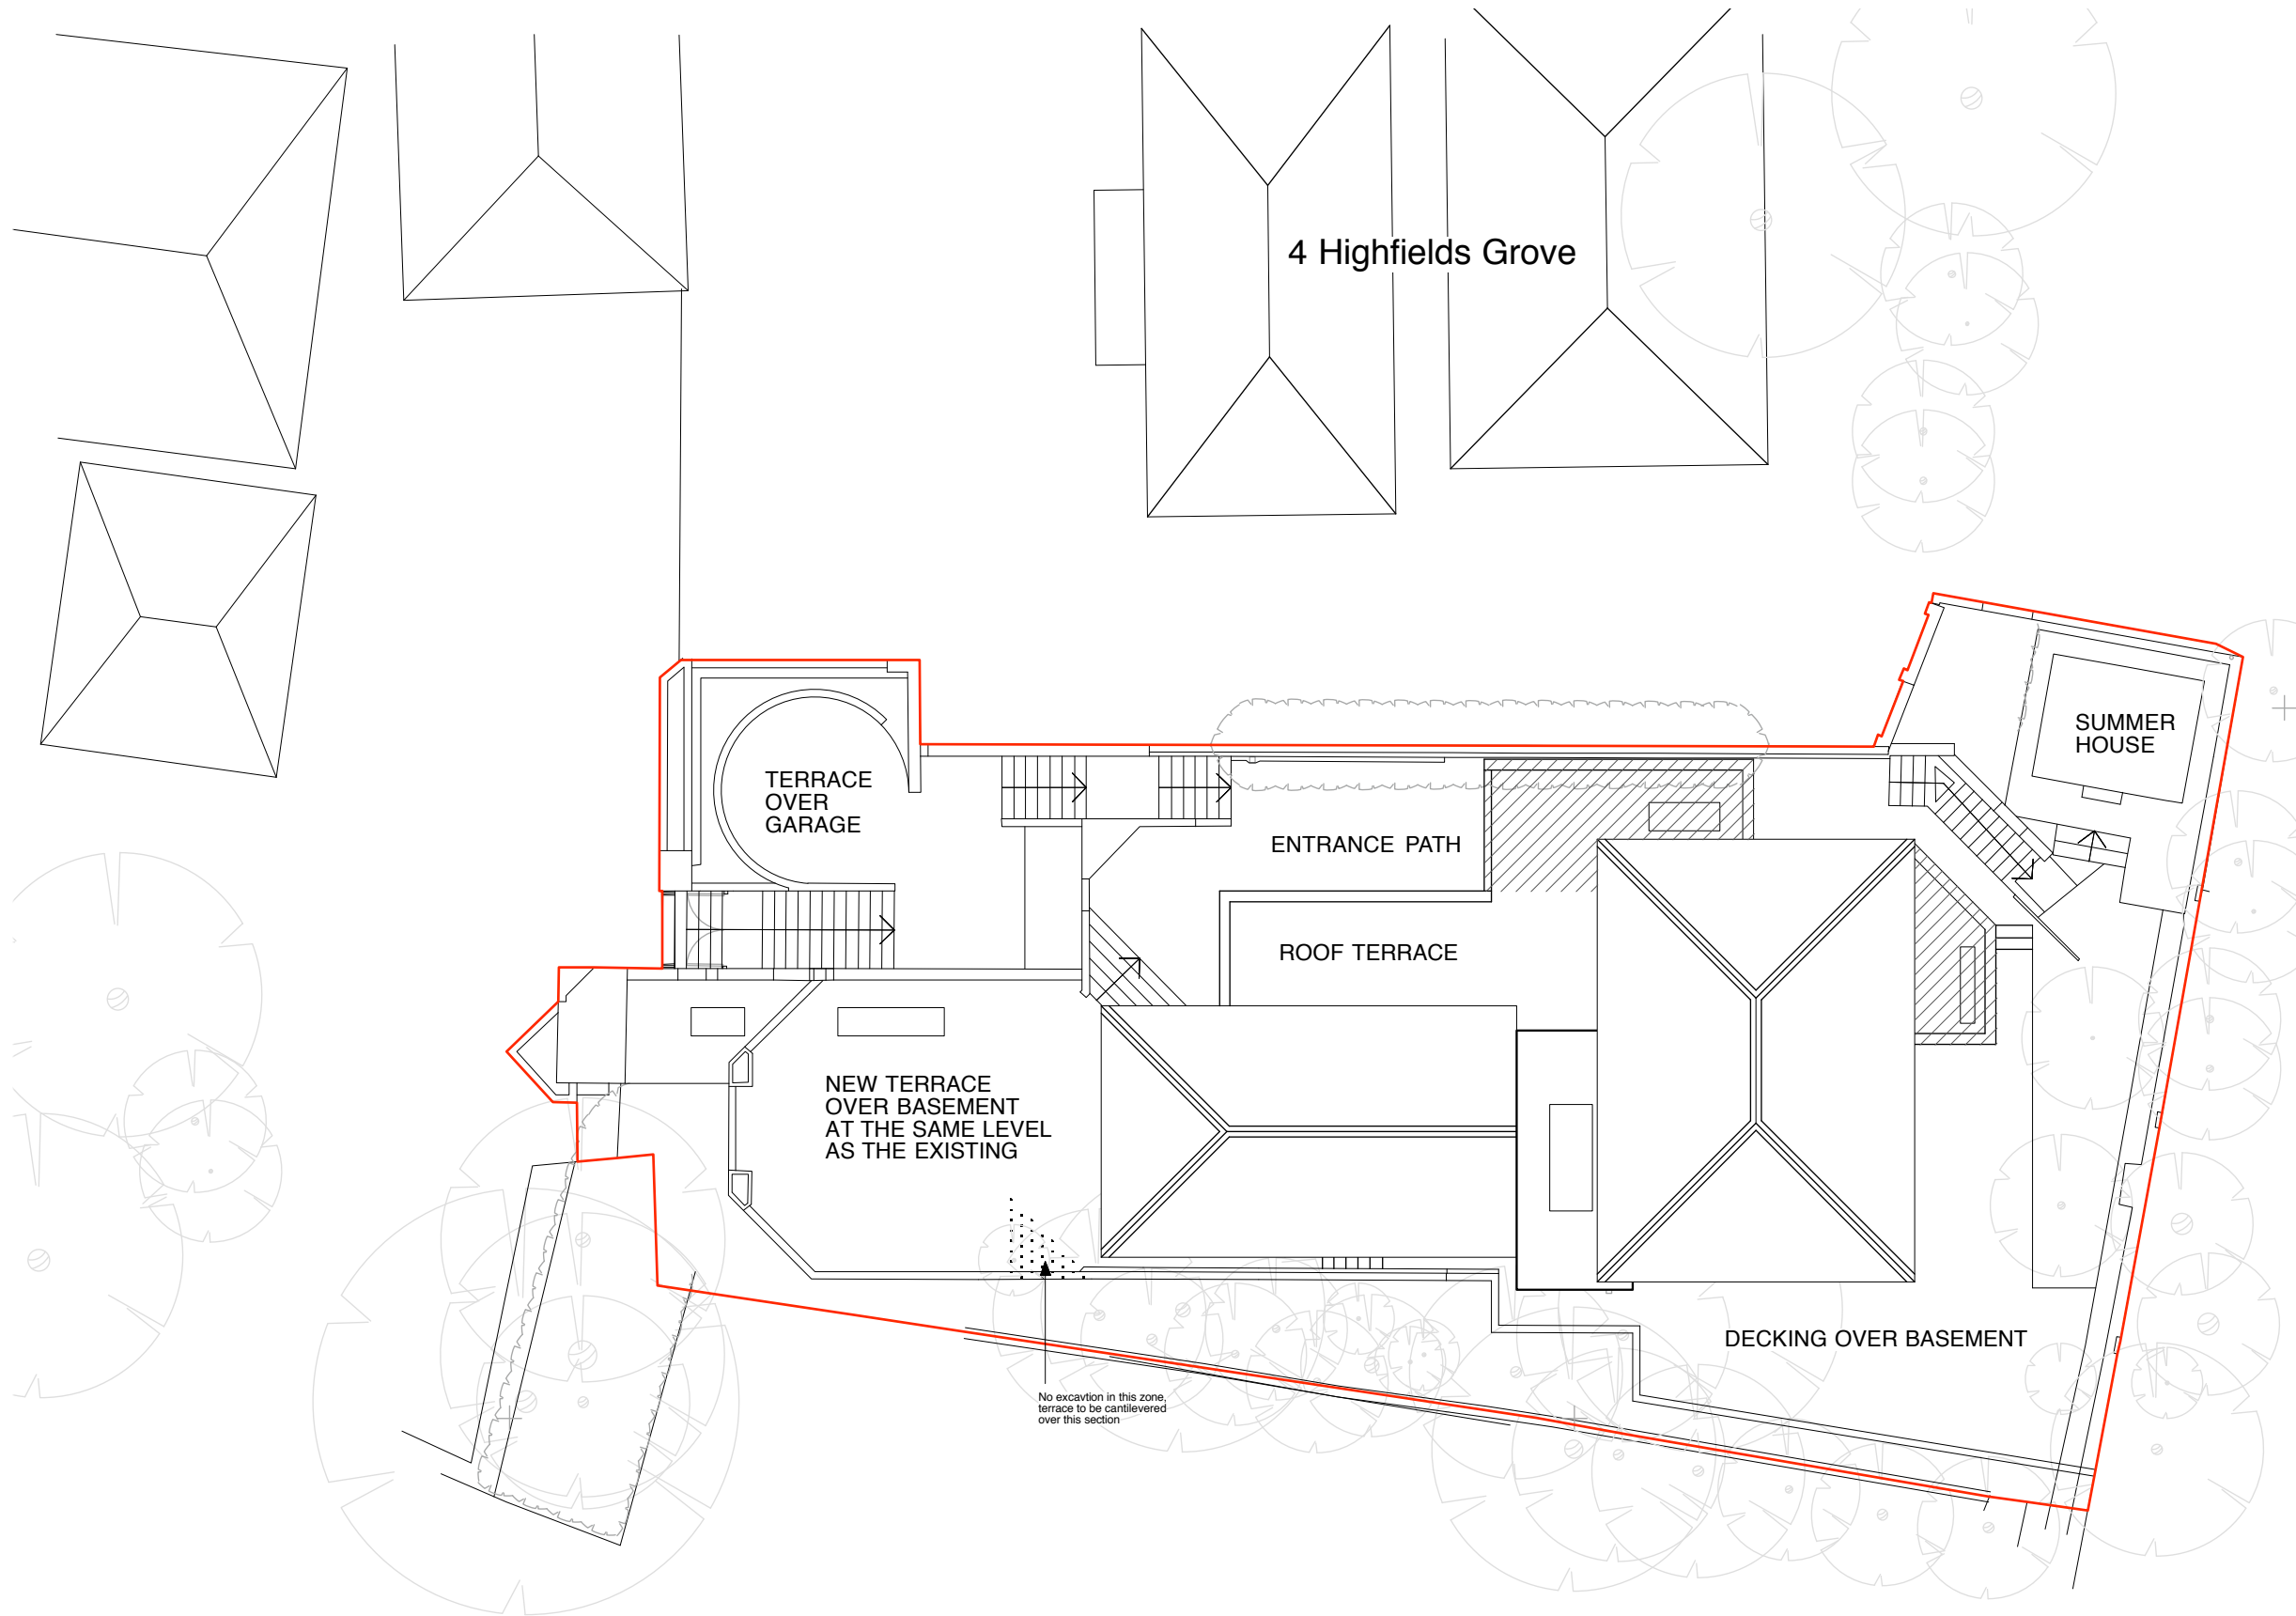 4 Highfields Grove
SUMMER
HOUSE
TERRACE
OVER
GARAGE
ENTRANCE PATH
ROOF TERRACE
NEW TERRACE
OVER BASEMENT
AT THE SAME LEVEL
AS THE EXISTING
DECKING OVER BASEMENT
No excavtion in this zone,
terrace to be cantilevered
over this section